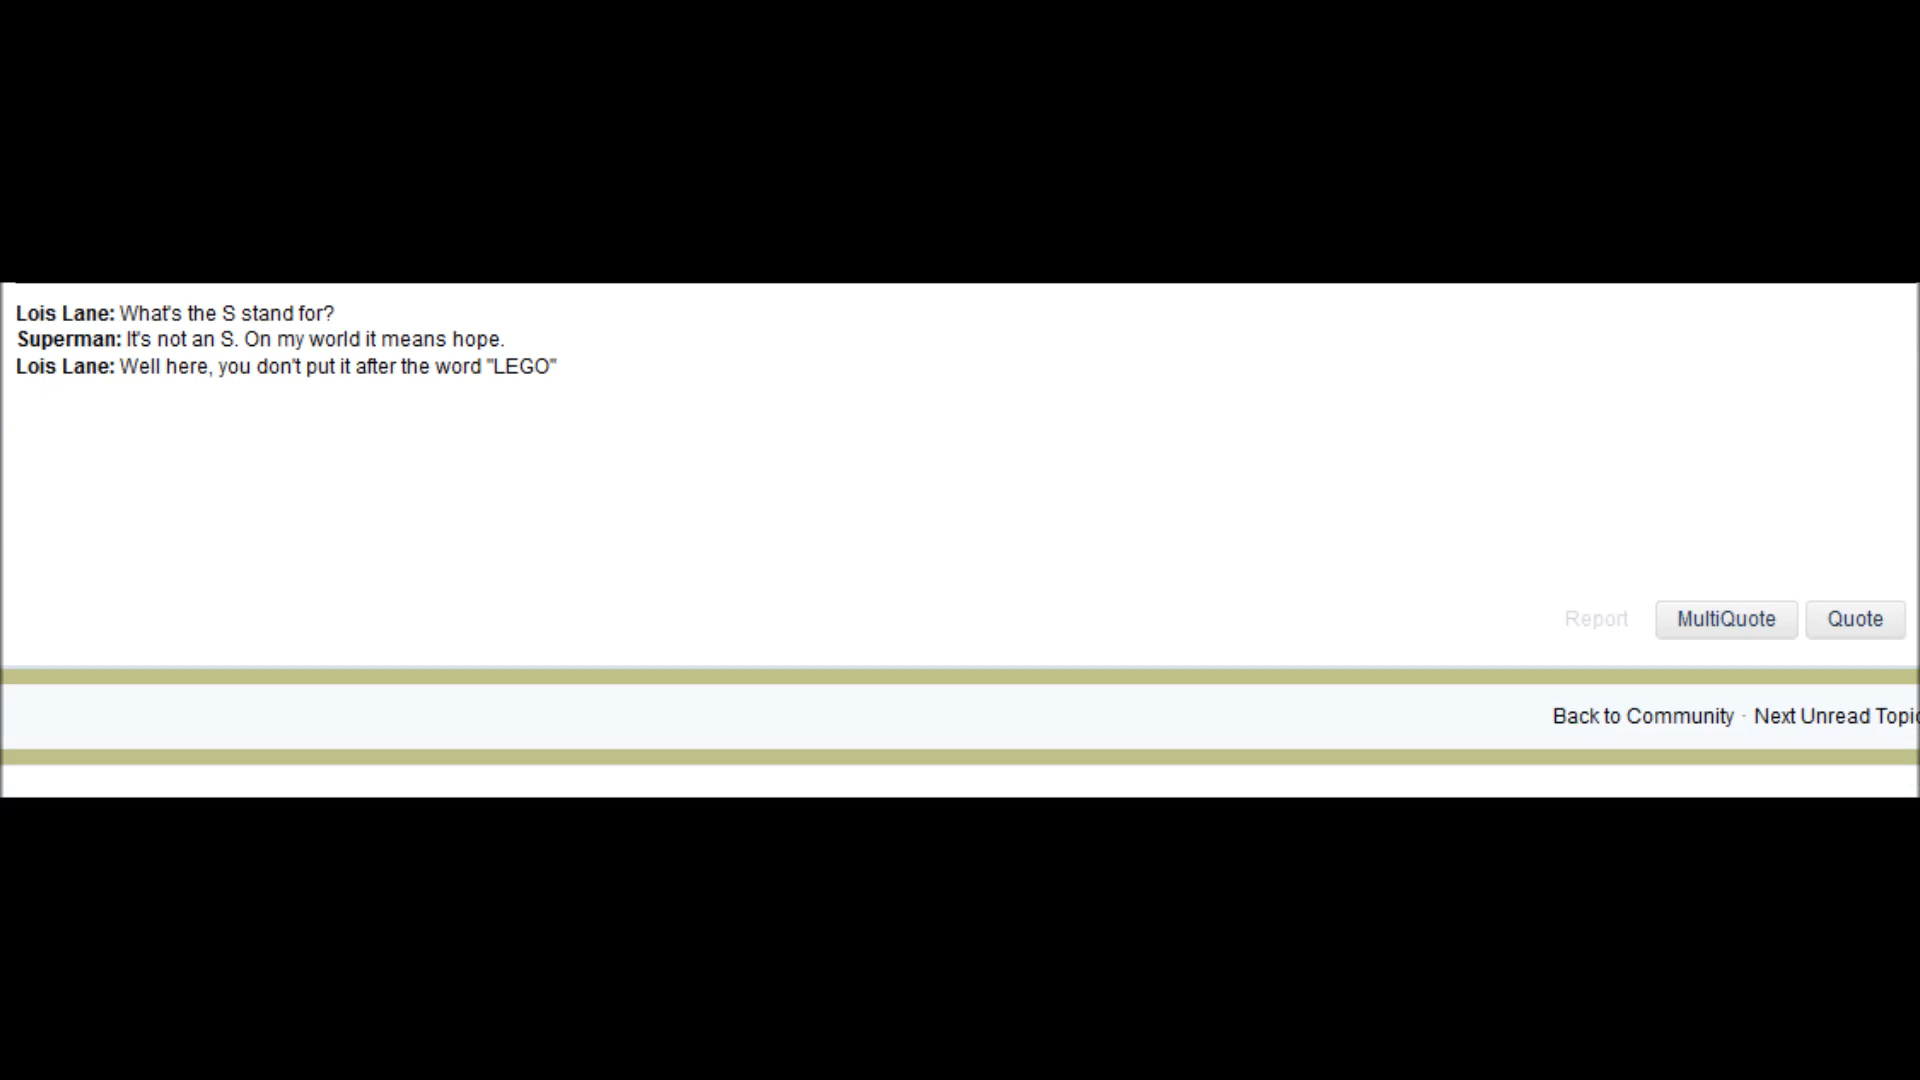 Lois Lane: What's the S stand for?
Superman: It's not an S. On my world it means hope.
Lois Lane: Well here, you don't put it after the word "LEGO"
Report MultiQuote Quote
Back to Community · Next Unread Topic